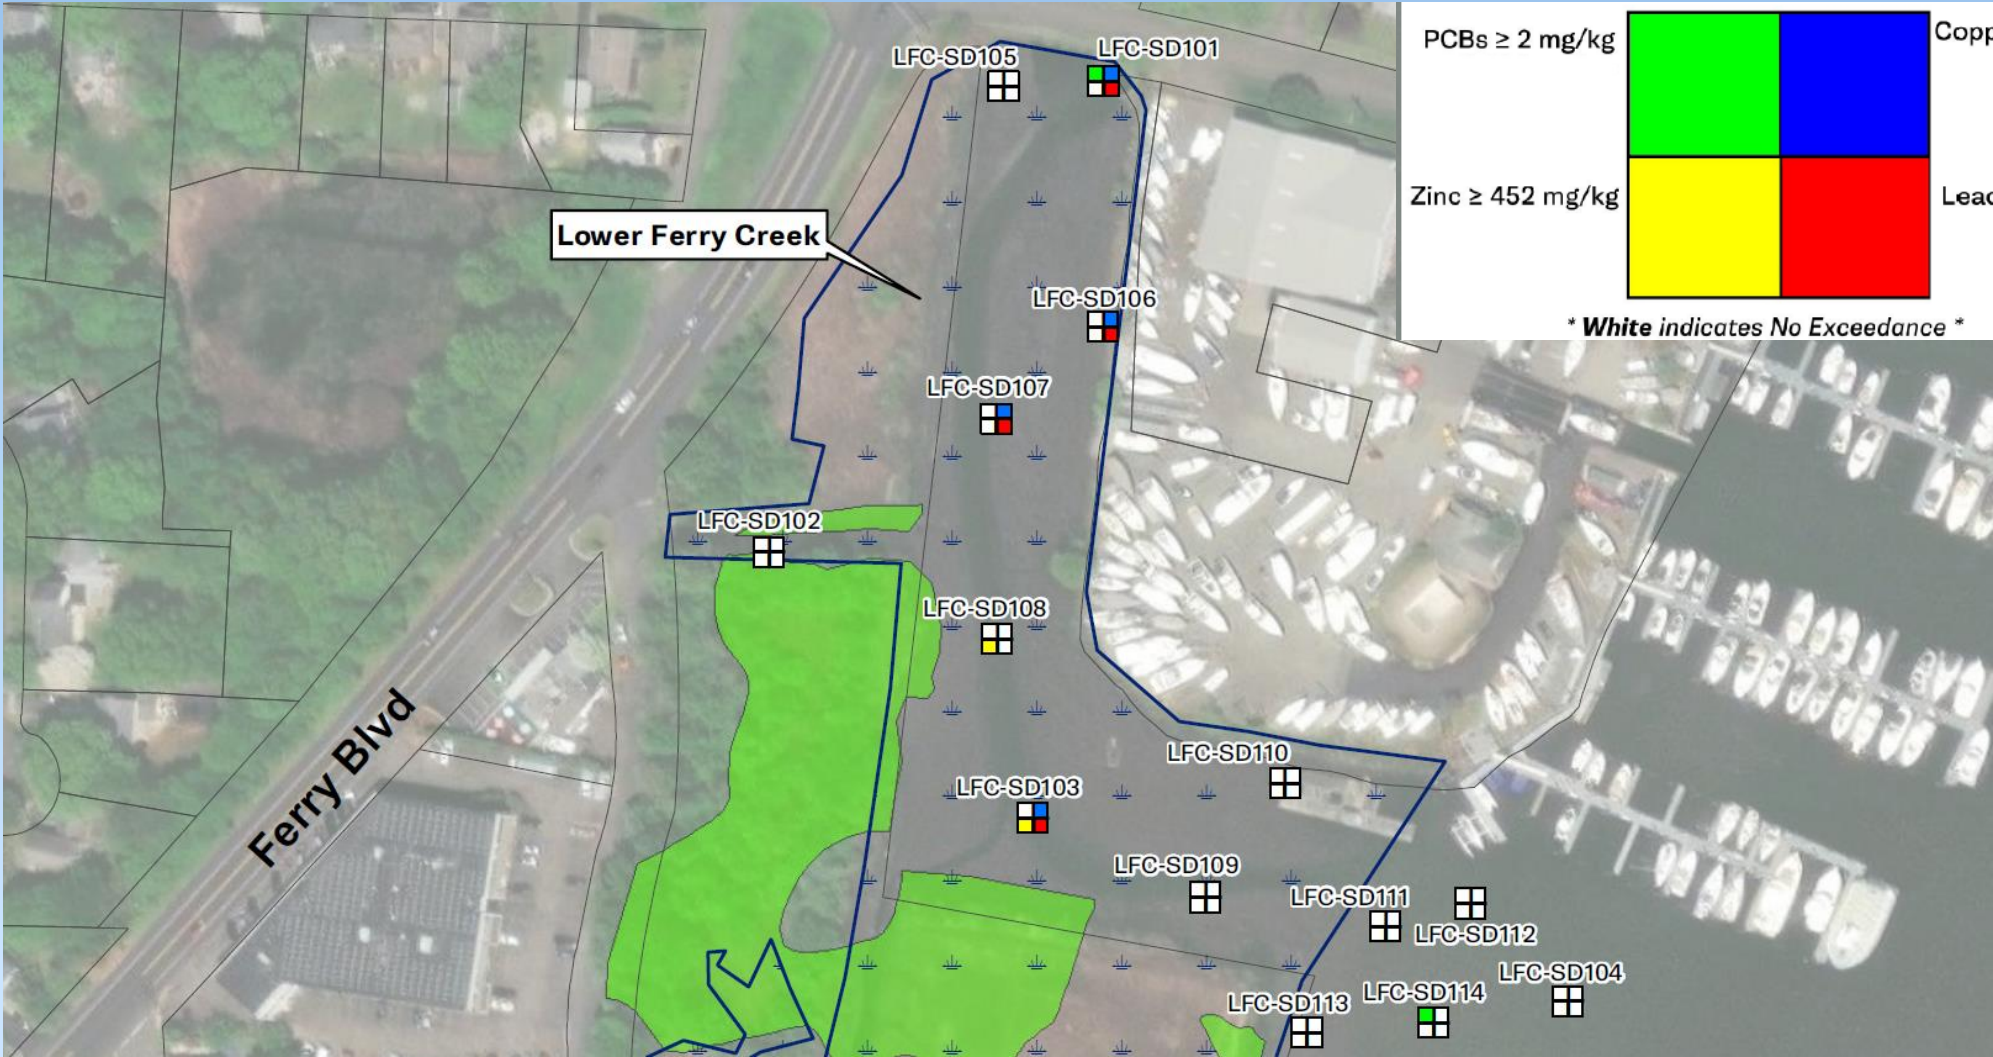 LFC-SD105
LFC-SD101
PCBs ≥ 2 mg/kg
Zinc ≥ 452 mg/kg
* White indicates No Exceedance *
Lower Ferry Creek
LFC-SD106
LFC-SD107
LFC-SD102
LFC-SD108
LFC-SD110
LFC-SD103
Ferry Blvd
LFC-SD109
LFC-SD111
LFC-SD112
LFC-SD104
LFC-SD113
LFC-SD114